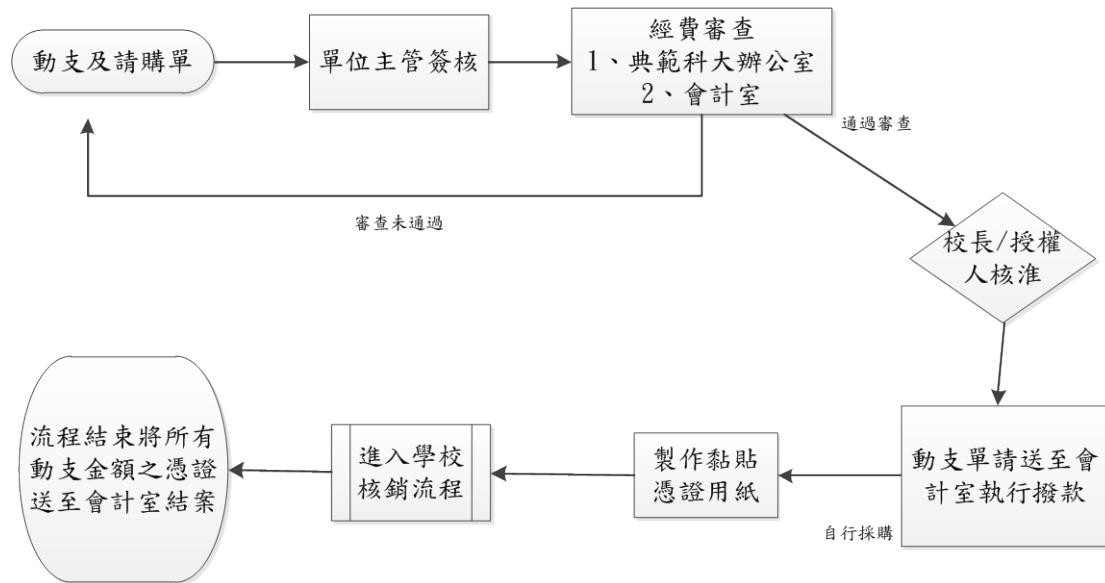 動支及請購單
單位主管簽核
經費審查
1、典範科大辦公室
2、會計室
通過審查
審查未通過
校長/授權
人核淮
動支單請送至會
計室執行撥款
自行採購
製作黏貼
憑證用紙
進入學校
核銷流程
流程結束將所有
動支金額之憑證
送至會計室結案